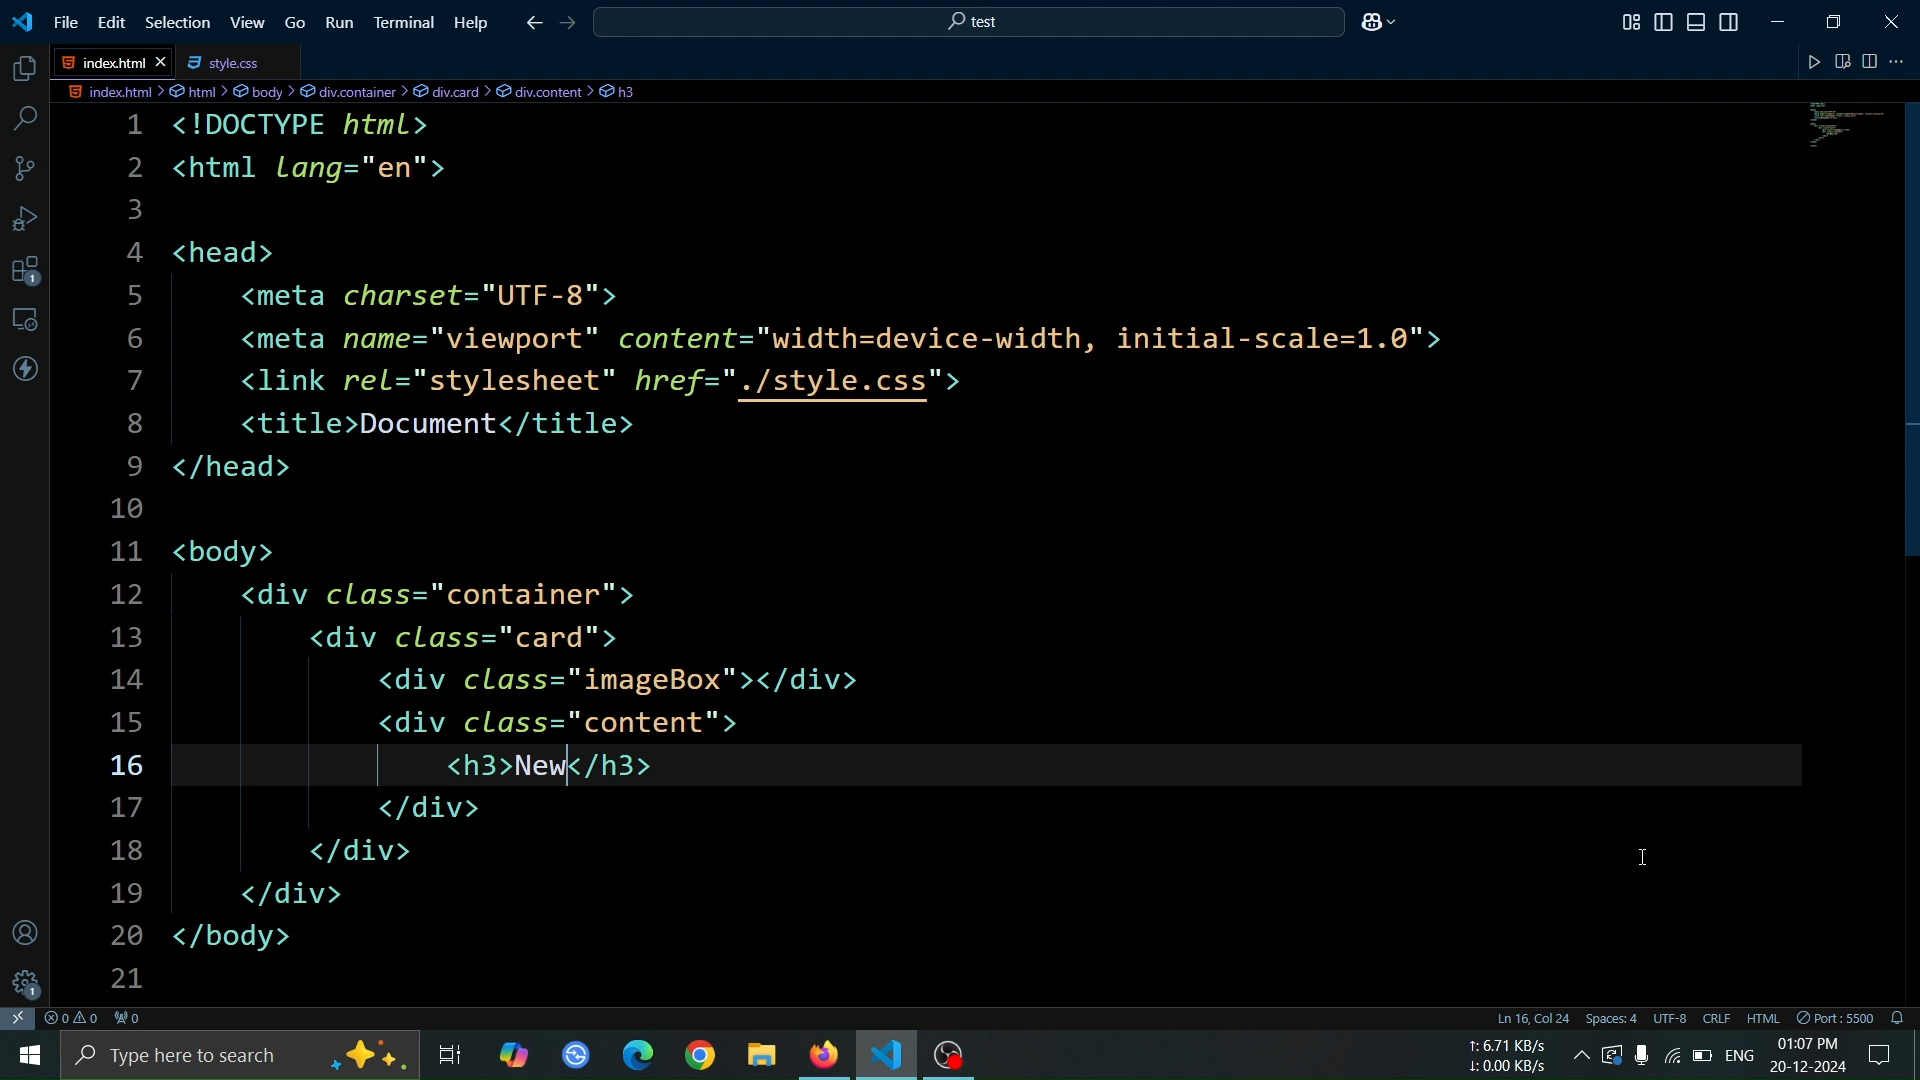 File Edit Selection View Go Run Terminal Help
test
index.html
style.css
index.html > html > body > div.container > div.card > div.content > h3
1 <!DOCTYPE html>
2 <html lang="en">
3
4 <head>
5 <meta charset="UTF-8">
6 <meta name="viewport" content="width=device-width, initial-scale=1.0">
7 <link rel="stylesheet" href="./style.css">
8 <title>Document</title>
9 </head>
10
11 <body>
12 <div class="container">
13 <div class="card">
14 <div class="imageBox"></div>
15 <div class="content">
16 <h3>New</h3>
17 </div>
18 </div>
19 </div>
20 </body>
21
1
1
0 0 0 Ln 16, Col 24 Spaces: 4 UTF-8 CRLF HTML Port : 5500
Type here to search
↑: 6.71 KB/s
↓: 0.00 KB/s
ENG
01:07 PM
20-12-2024